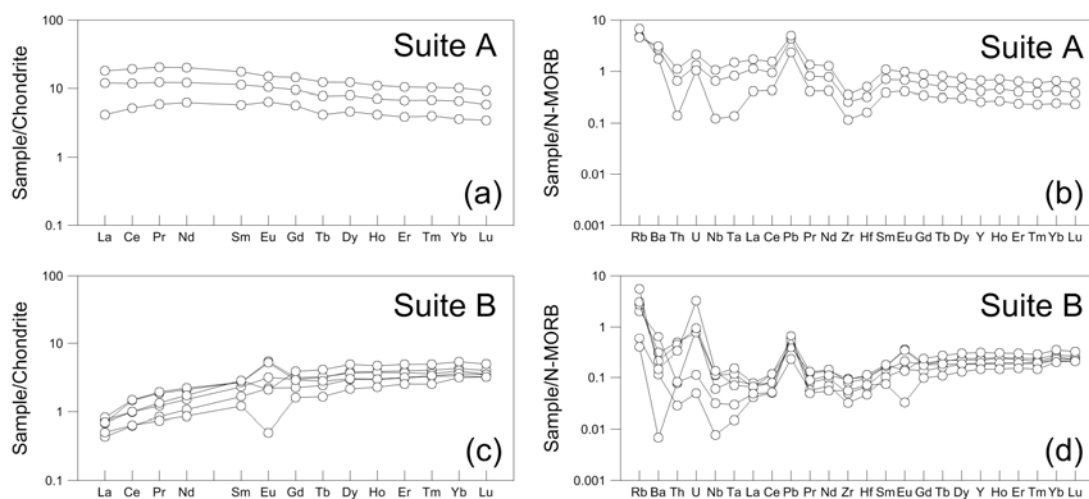 100
10
1
0.1
Sample/Chondrite
Suite A
(a)
La Ce Pr Nd Sm Eu Gd Tb Dy Ho Er Tm Yb Lu
10
1
0.1
0.001
Sample/N-MORB
Suite A
(b)
Rb Ba Th U Nb Ta La Ce Pb Pr Nd Zr Hf Sm Eu Gd Tb Dy Y Ho Er Tm Yb Lu
100
10
1
0.1
Sample/Chondrite
Suite B
(c)
La Ce Pr Nd Sm Eu Gd Tb Dy Ho Er Tm Yb Lu
10
1
0.1
0.01
0.001
Sample/N-MORB
Suite B
(d)
Rb Ba Th U Nb Ta La Ce Pb Pr Nd Zr Hf Sm Eu Gd Tb Dy Y Ho Er Tm Yb Lu